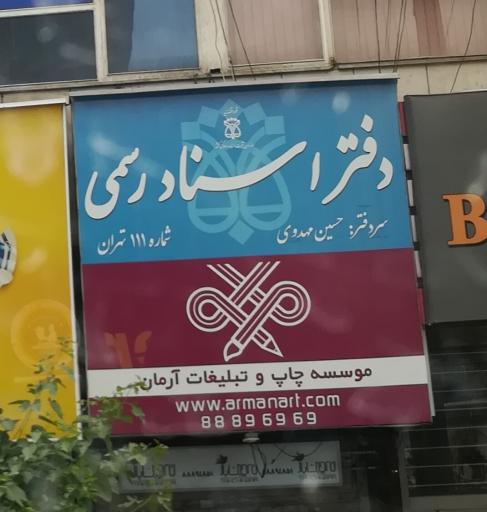 دفتر اسناد رسمی
سردفتر: حسین مهدوی
شماره ۱۱۱ تهران
موسسه چاپ و تبلیغات آرمان
www.armanart.com
88 89 69 69
B